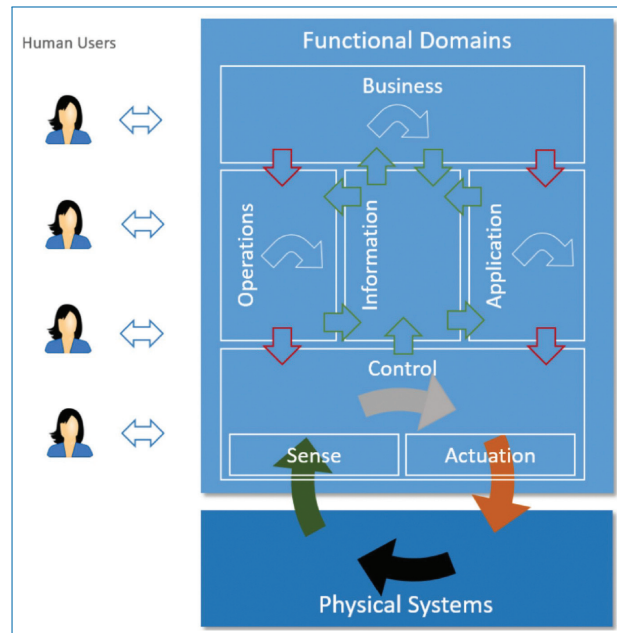 Human Users
Functional Domains
Business
Operations
Information
Application
Control
Sense
Actuation
Physical Systems